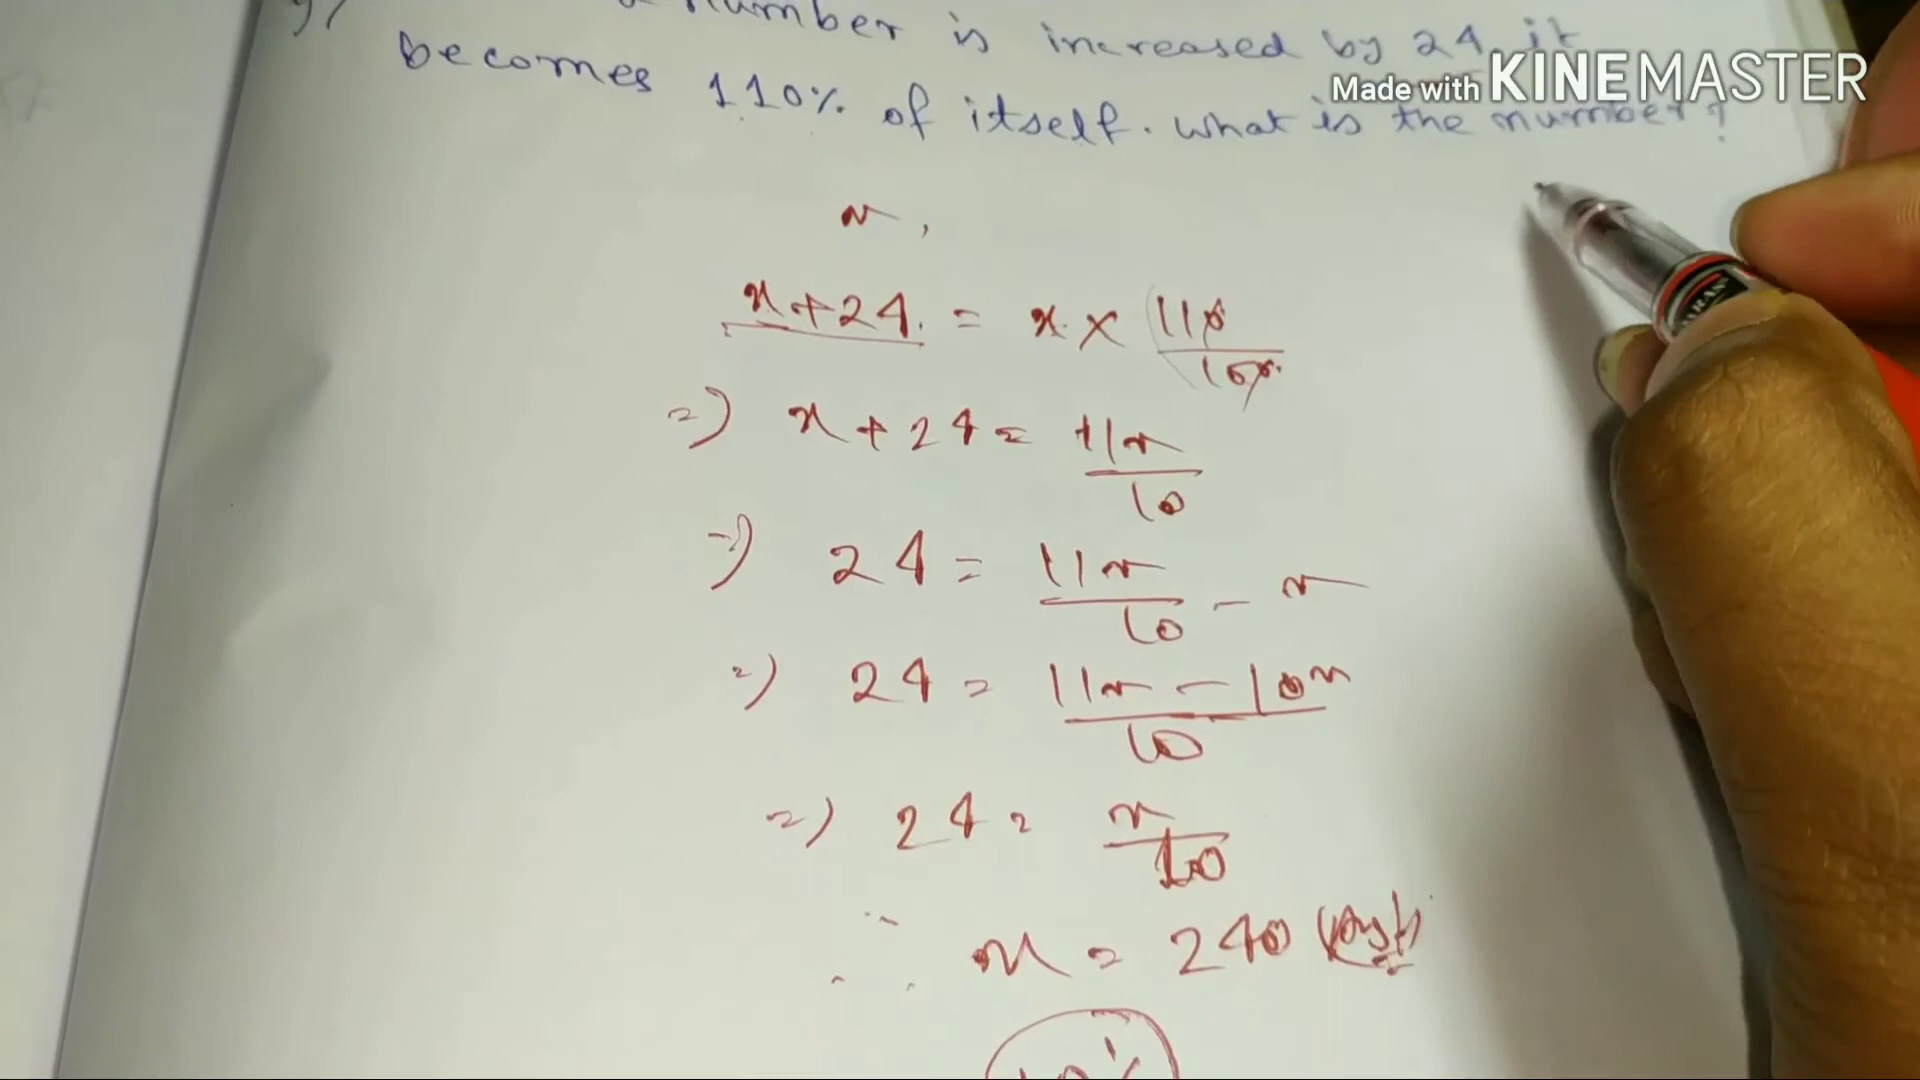 number is increased by 24, it
becomes 110% of itself. what is the number?
Made with KINEMASTER
x,
x+24 = x × 110/100
=) x + 24 = 11x/10
=) 24 = 11x/10 - x
=) 24 = 11x - 10x/10
=) 24 = x/10
∴ x = 240 (Ans)